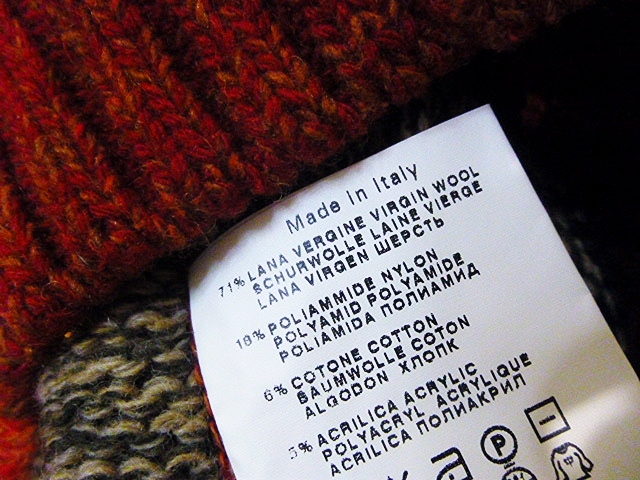 Made in Italy
71% LANA VERGINE VIRGIN WOOL
SCHURWOLLE LAINE VIERGE
LANA VIRGEN ШЕРСТЬ
18% POLIAMMIDE NYLON
POLYAMID POLYAMIDE
POLIAMIDA ПОЛИАМИД
6% COTONE COTTON
BAUMWOLLE COTON
ALGODON ХЛОПК
5% ACRILICA ACRYLIC
POLYACRYL ACRYLIQUE
ACRILICA ПОЛИАКРИЛ
P